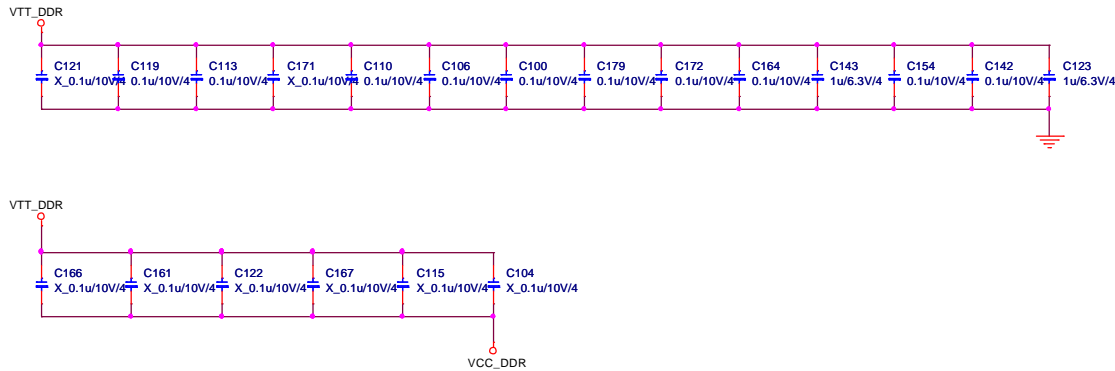 VTT_DDR
C121 C119 C113 C171 C110 C106 C100 C179 C172 C164 C143 C154 C142 C123
X_0.1u/10V/4 0.1u/10V/4 0.1u/10V/4 X_0.1u/10V/4 0.1u/10V/4 0.1u/10V/4 0.1u/10V/4 0.1u/10V/4 0.1u/10V/4 0.1u/10V/4 1u/6.3V/4 0.1u/10V/4 0.1u/10V/4 1u/6.3V/4
VTT_DDR
C166 C161 C122 C167 C115 C104
X_0.1u/10V/4 X_0.1u/10V/4 X_0.1u/10V/4 X_0.1u/10V/4 X_0.1u/10V/4 X_0.1u/10V/4
VCC_DDR